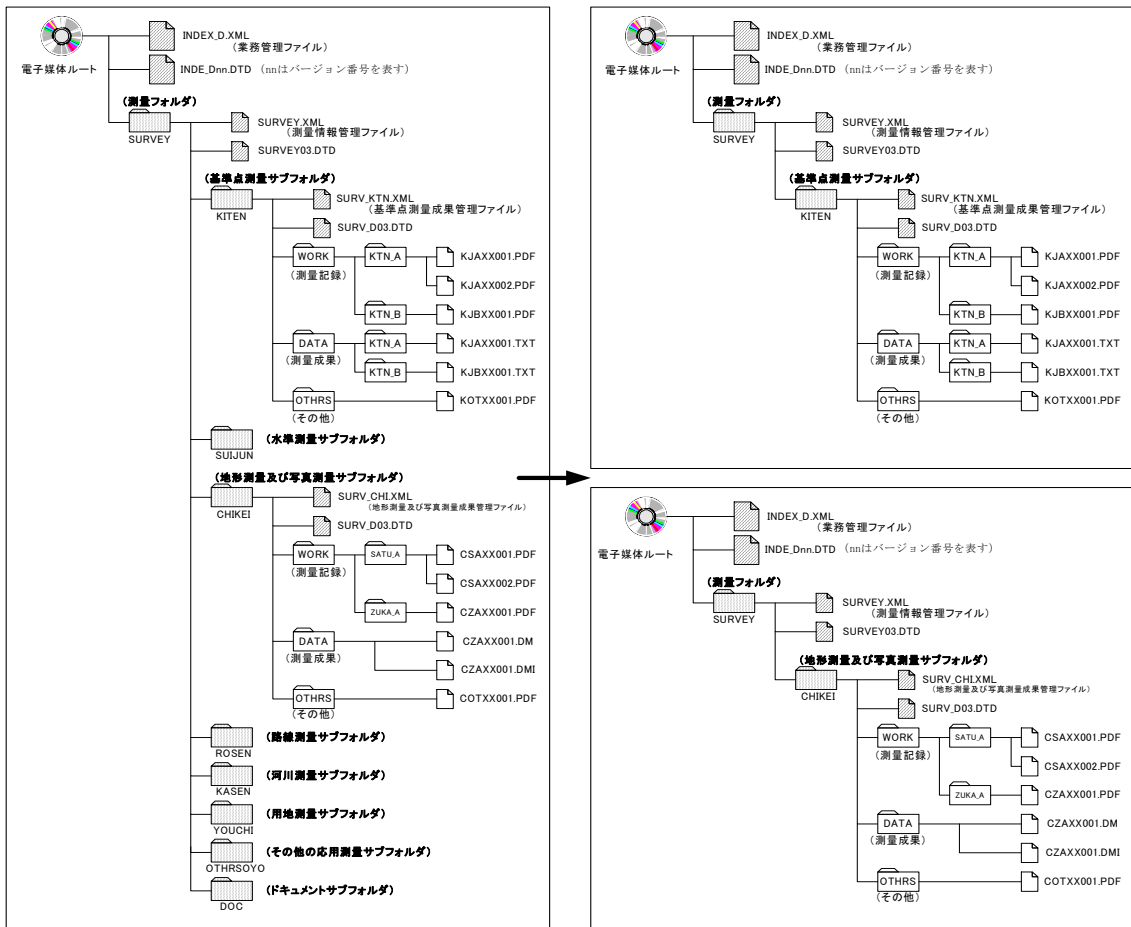 INDEX_D.XML
(業務管理ファイル)
電子媒体ルート
INDE_Dnn.DTD (nnはバージョン番号を表す)
(測量フォルダ)
SURVEY
SURVEY.XML
(測量情報管理ファイル)
SURVEY03.DTD
(基準点測量サブフォルダ)
KITEN
SURV_KTN.XML
(基準点測量成果管理ファイル)
SURV_D03.DTD
WORK
(測量記録)
KTN_A
KJAXX001.PDF
KJAXX002.PDF
KTN_B
KJBXX001.PDF
DATA
(測量成果)
KTN_A
KJAXX001.TXT
KTN_B
KJBXX001.TXT
OTHRS
(その他)
KOTXX001.PDF
(水準測量サブフォルダ)
SUIJUN
(地形測量及び写真測量サブフォルダ)
CHIKEI
SURV_CHI.XML
(地形測量及び写真測量成果管理ファイル)
SURV_D03.DTD
WORK
(測量記録)
SATU_A
CSAXX001.PDF
CSAXX002.PDF
ZUKA_A
CZAXX001.PDF
DATA
(測量成果)
CZAXX001.DM
CZAXX001.DMI
OTHRS
(その他)
COTXX001.PDF
(路線測量サブフォルダ)
ROSEN
(河川測量サブフォルダ)
KASEN
(用地測量サブフォルダ)
YOUCHI
(その他の応用測量サブフォルダ)
OTHRSOYO
(ドキュメントサブフォルダ)
DOC
INDEX_D.XML
(業務管理ファイル)
電子媒体ルート
INDE_Dnn.DTD (nnはバージョン番号を表す)
(測量フォルダ)
SURVEY
SURVEY.XML
(測量情報管理ファイル)
SURVEY03.DTD
(基準点測量サブフォルダ)
KITEN
SURV_KTN.XML
(基準点測量成果管理ファイル)
SURV_D03.DTD
WORK
(測量記録)
KTN_A
KJAXX001.PDF
KJAXX002.PDF
KTN_B
KJBXX001.PDF
DATA
(測量成果)
KTN_A
KJAXX001.TXT
KTN_B
KJBXX001.TXT
OTHRS
(その他)
KOTXX001.PDF
INDEX_D.XML
(業務管理ファイル)
電子媒体ルート
INDE_Dnn.DTD (nnはバージョン番号を表す)
(測量フォルダ)
SURVEY
SURVEY.XML
(測量情報管理ファイル)
SURVEY03.DTD
(地形測量及び写真測量サブフォルダ)
CHIKEI
SURV_CHI.XML
(地形測量及び写真測量成果管理ファイル)
SURV_D03.DTD
WORK
(測量記録)
SATU_A
CSAXX001.PDF
CSAXX002.PDF
ZUKA_A
CZAXX001.PDF
DATA
(測量成果)
CZAXX001.DM
CZAXX001.DMI
OTHRS
(その他)
COTXX001.PDF